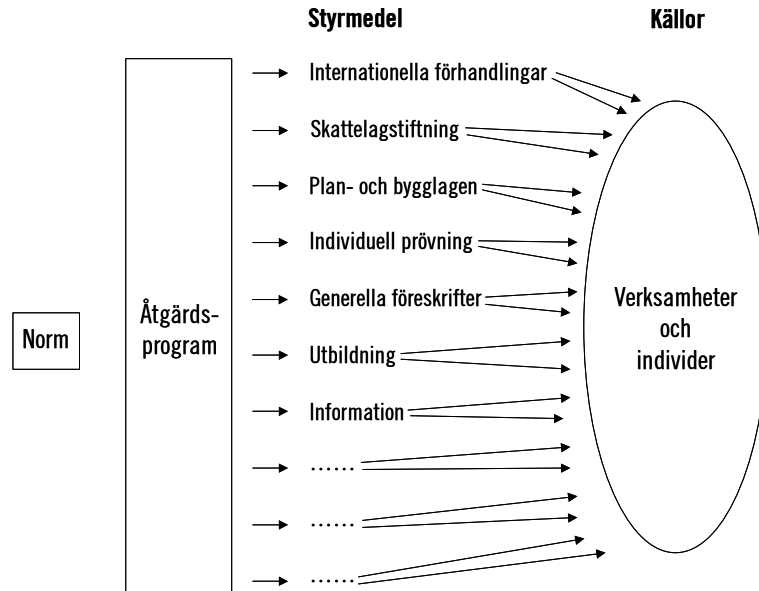 Styrmedel
Källor
Internationella förhandlingar
Skattelagstiftning
Plan- och bygglagen
Individuell prövning
Generella föreskrifter
Utbildning
Information
......
......
......
Norm
Åtgärds-
program
Verksamheter
och
individer